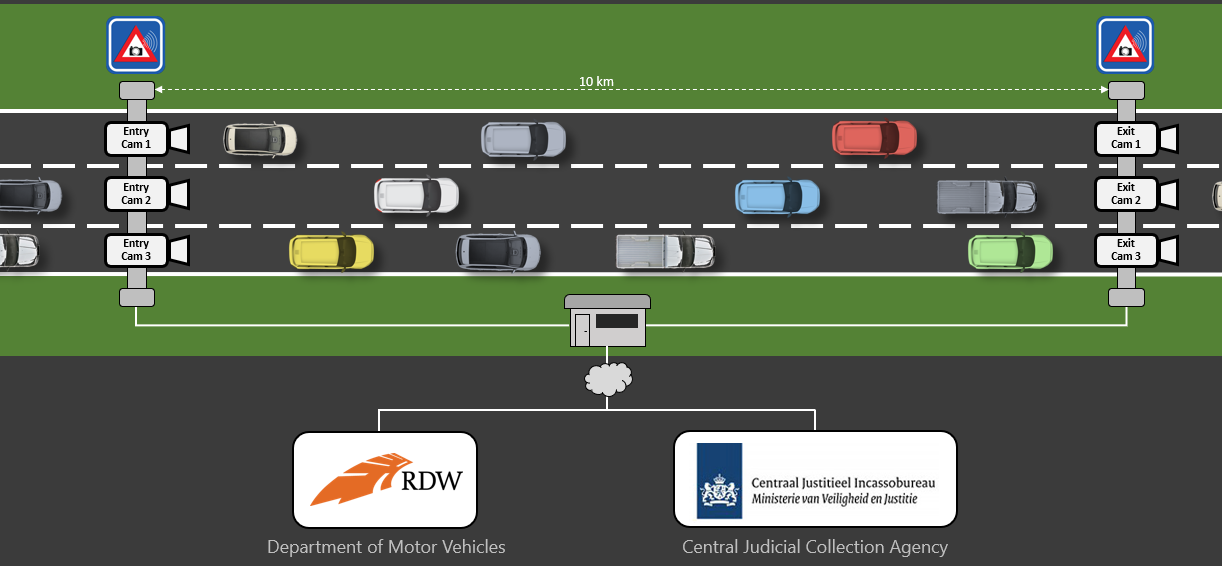 10 km
Entry
Cam 1
Exit
Cam 1
Entry
Cam 2
Exit
Cam 2
Entry
Cam 3
Exit
Cam 3
RDW
Centraal Justitieel Incassobureau
Ministerie van Veiligheid en Justitie
Department of Motor Vehicles
Central Judicial Collection Agency